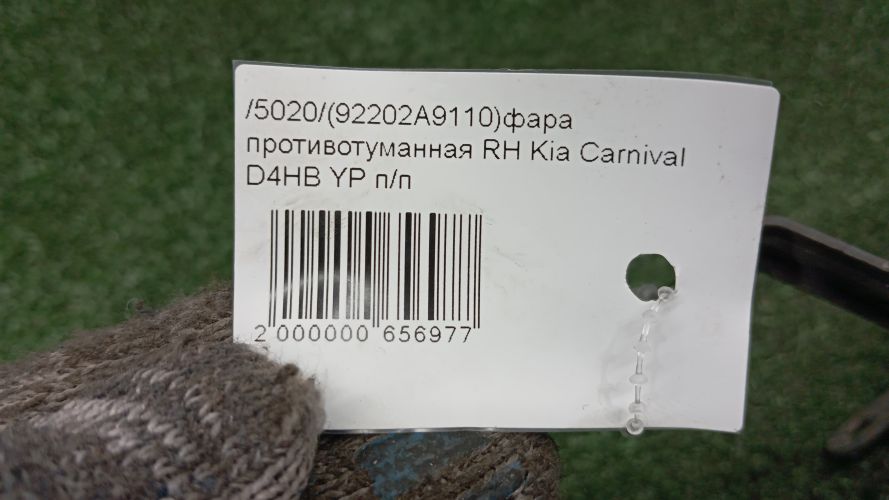 /5020/(92202A9110)фара
противотуманная RH Kia Carnival
D4HB YP п/п
2 000000 656977